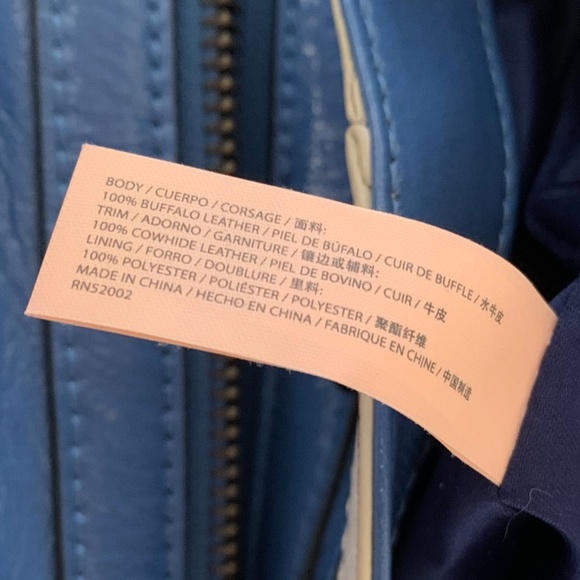 BODY / CUERPO / CORSAGE / 面料:
100% BUFFALO LEATHER / PIEL DE BÚFALO / CUIR DE BUFFLE / 水牛皮
TRIM / ADORNO / GARNITURE / 镶边或辅料:
100% COWHIDE LEATHER / PIEL DE BOVINO / CUIR / 牛皮
LINING / FORRO / DOUBLURE / 里料:
100% POLYESTER / POLIÉSTER / POLYESTER / 聚酯纤维
MADE IN CHINA / HECHO EN CHINA / FABRIQUE EN CHINE / 中国制造
RN52002